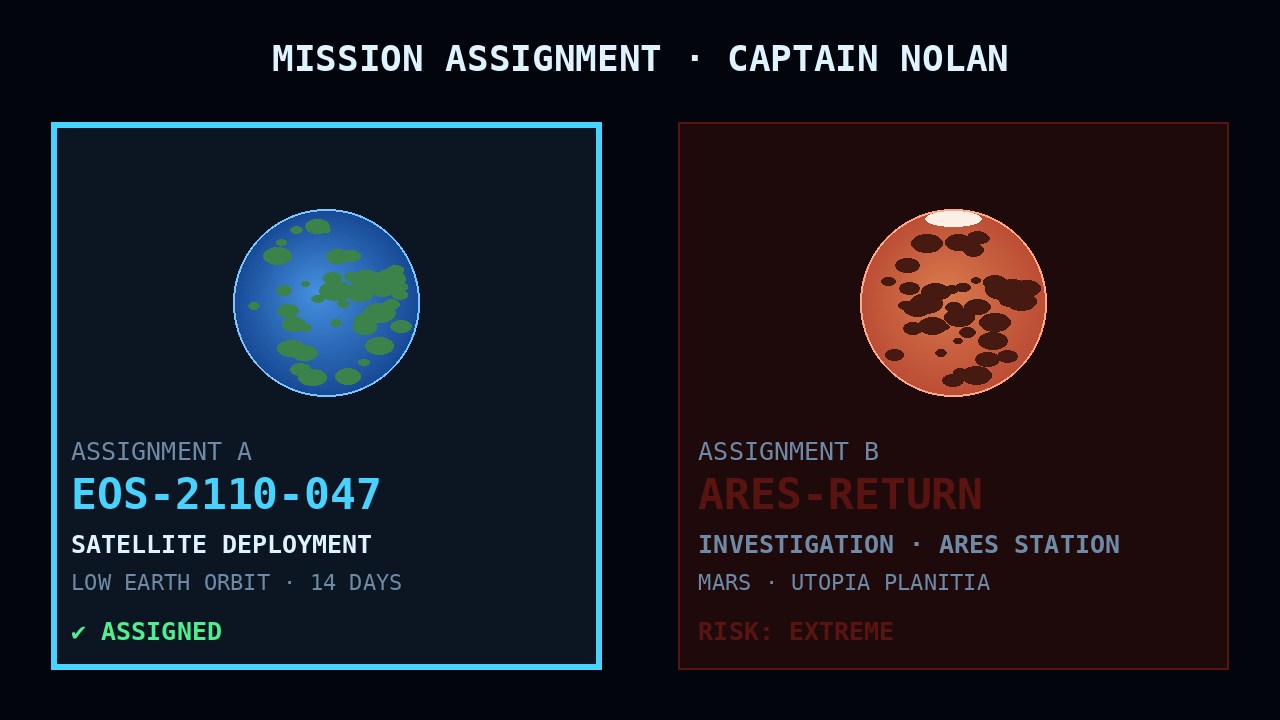 MISSION ASSIGNMENT · CAPTAIN NOLAN
ASSIGNMENT A
EOS-2110-047
SATELLITE DEPLOYMENT
LOW EARTH ORBIT · 14 DAYS
✔ ASSIGNED
ASSIGNMENT B
ARES-RETURN
INVESTIGATION · ARES STATION
MARS · UTOPIA PLANITIA
RISK: EXTREME